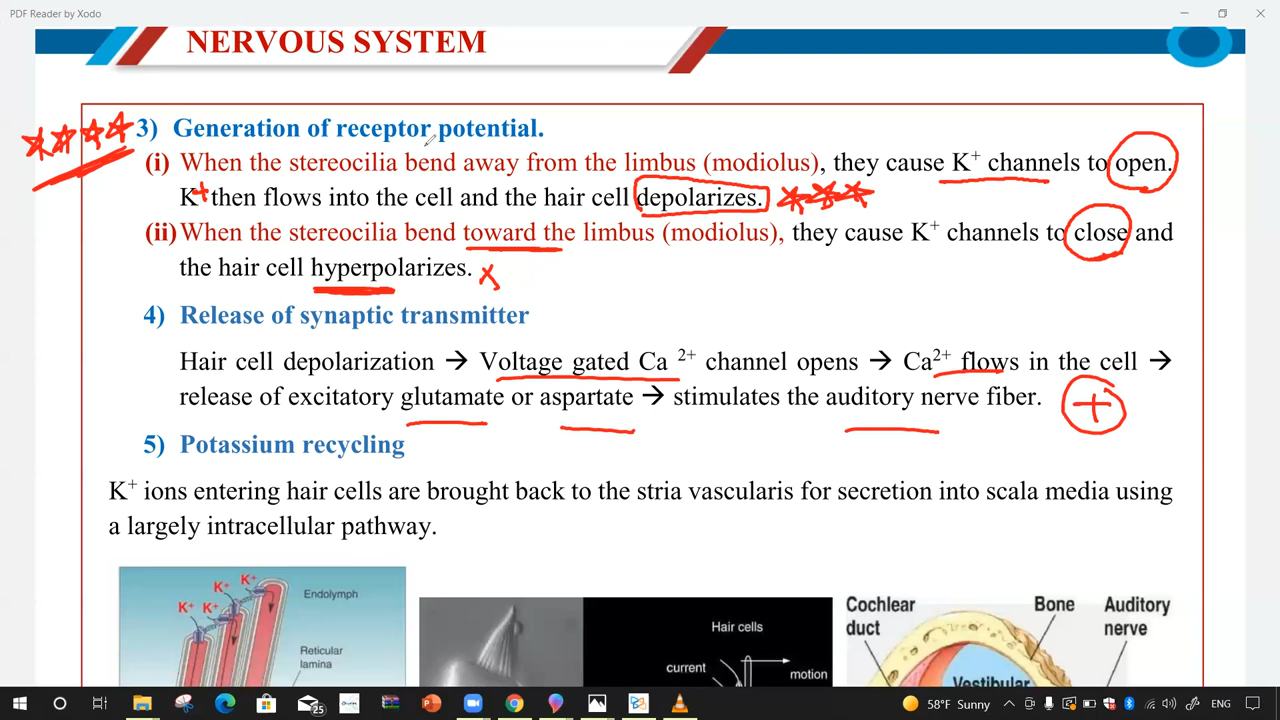 PDF Reader by Xodo
NERVOUS SYSTEM
3) Generation of receptor potential.
(i) When the stereocilia bend away from the limbus (modiolus), they cause K+ channels to open.
K+ then flows into the cell and the hair cell depolarizes.
(ii) When the stereocilia bend toward the limbus (modiolus), they cause K+ channels to close and
the hair cell hyperpolarizes.
4) Release of synaptic transmitter
Hair cell depolarization → Voltage gated Ca 2+ channel opens → Ca2+ flows in the cell →
release of excitatory glutamate or aspartate → stimulates the auditory nerve fiber.
5) Potassium recycling
K+ ions entering hair cells are brought back to the stria vascularis for secretion into scala media using
a largely intracellular pathway.
K+
K+
K+ K+
Endolymph
Reticular
lamina
Hair cells
current
motion
Cochlear
duct
Bone
Auditory
nerve
Vestibular
25
58°F Sunny
ENG